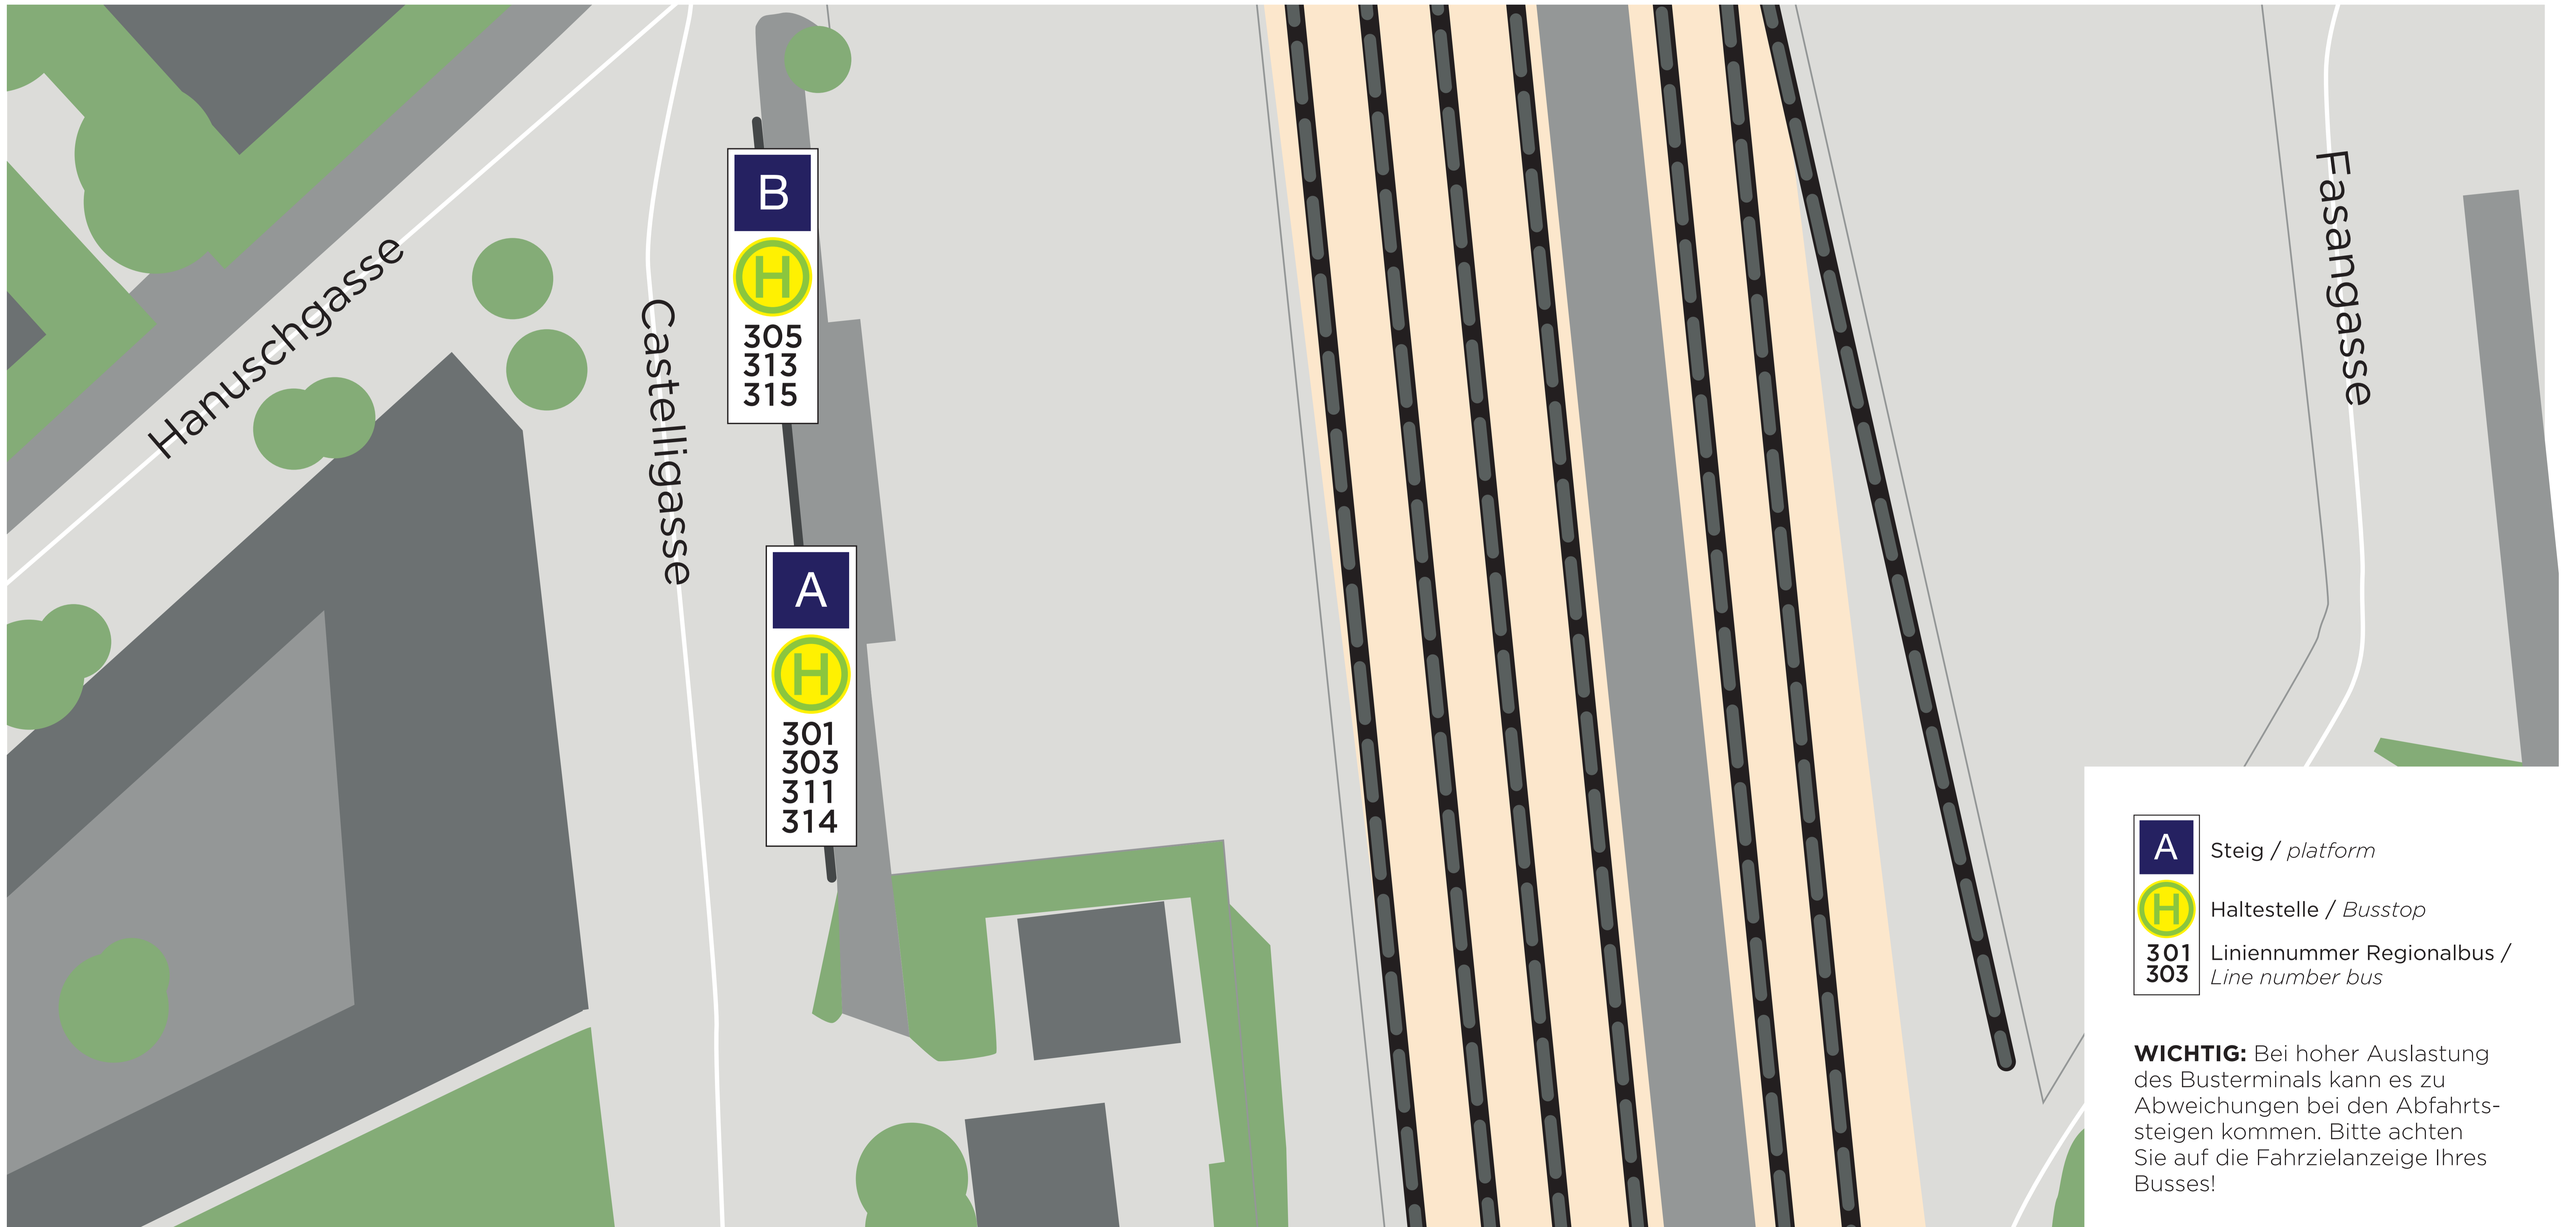 Hanuschgasse
Castelligasse
B
H
305
313
315
A
H
301
303
311
314
Fasangasse
A
Steig / platform
H
Haltestelle / Busstop
301
303
Liniennummer Regionalbus /
Line number bus
WICHTIG: Bei hoher Auslastung
des Busterminals kann es zu
Abweichungen bei den Abfahrts-
steigen kommen. Bitte achten
Sie auf die Fahrzielanzeige Ihres
Busses!